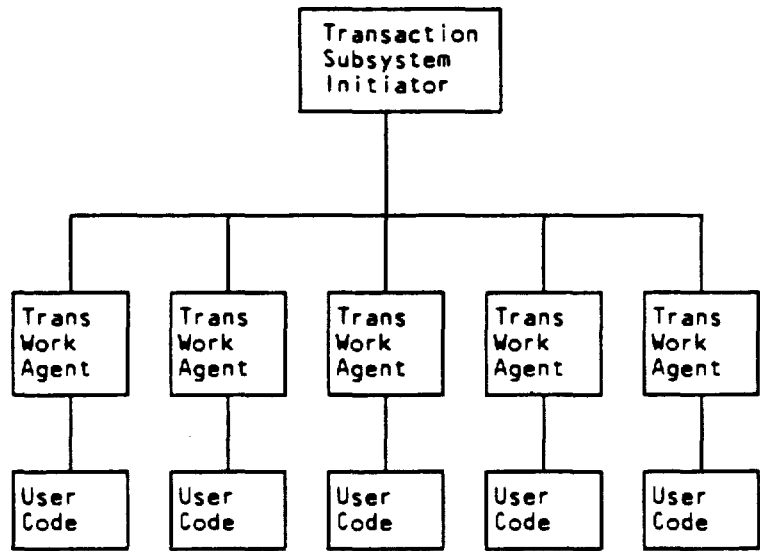 Transaction
Subsystem
Initiator
Trans
Work
Agent
Trans
Work
Agent
Trans
Work
Agent
Trans
Work
Agent
Trans
Work
Agent
User
Code
User
Code
User
Code
User
Code
User
Code